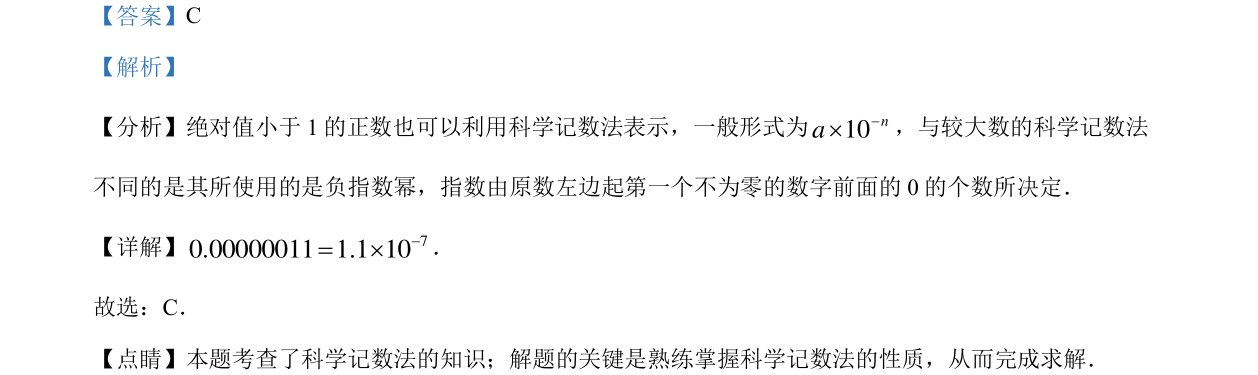 【答案】C
【解析】
【分析】绝对值小于 1 的正数也可以利用科学记数法表示，一般形式为 a×10⁻ⁿ，与较大数的科学记数法
不同的是其所使用的是负指数幂，指数由原数左边起第一个不为零的数字前面的 0 的个数所决定．
【详解】0.00000011=1.1×10⁻⁷．
故选：C．
【点睛】本题考查了科学记数法的知识；解题的关键是熟练掌握科学记数法的性质，从而完成求解．